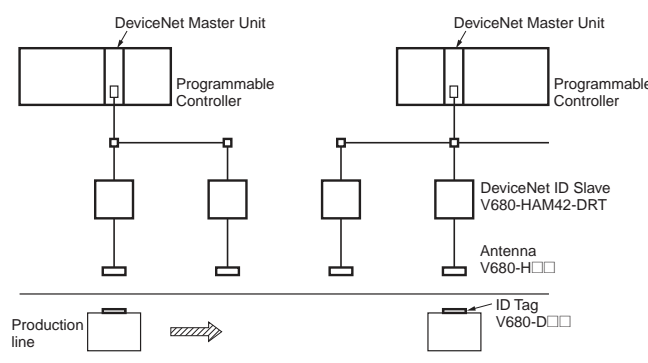 DeviceNet Master Unit
DeviceNet Master Unit
Programmable
Controller
Programmable
Controller
DeviceNet ID Slave
V680-HAM42-DRT
Antenna
V680-H□□
ID Tag
V680-D□□
Production
line